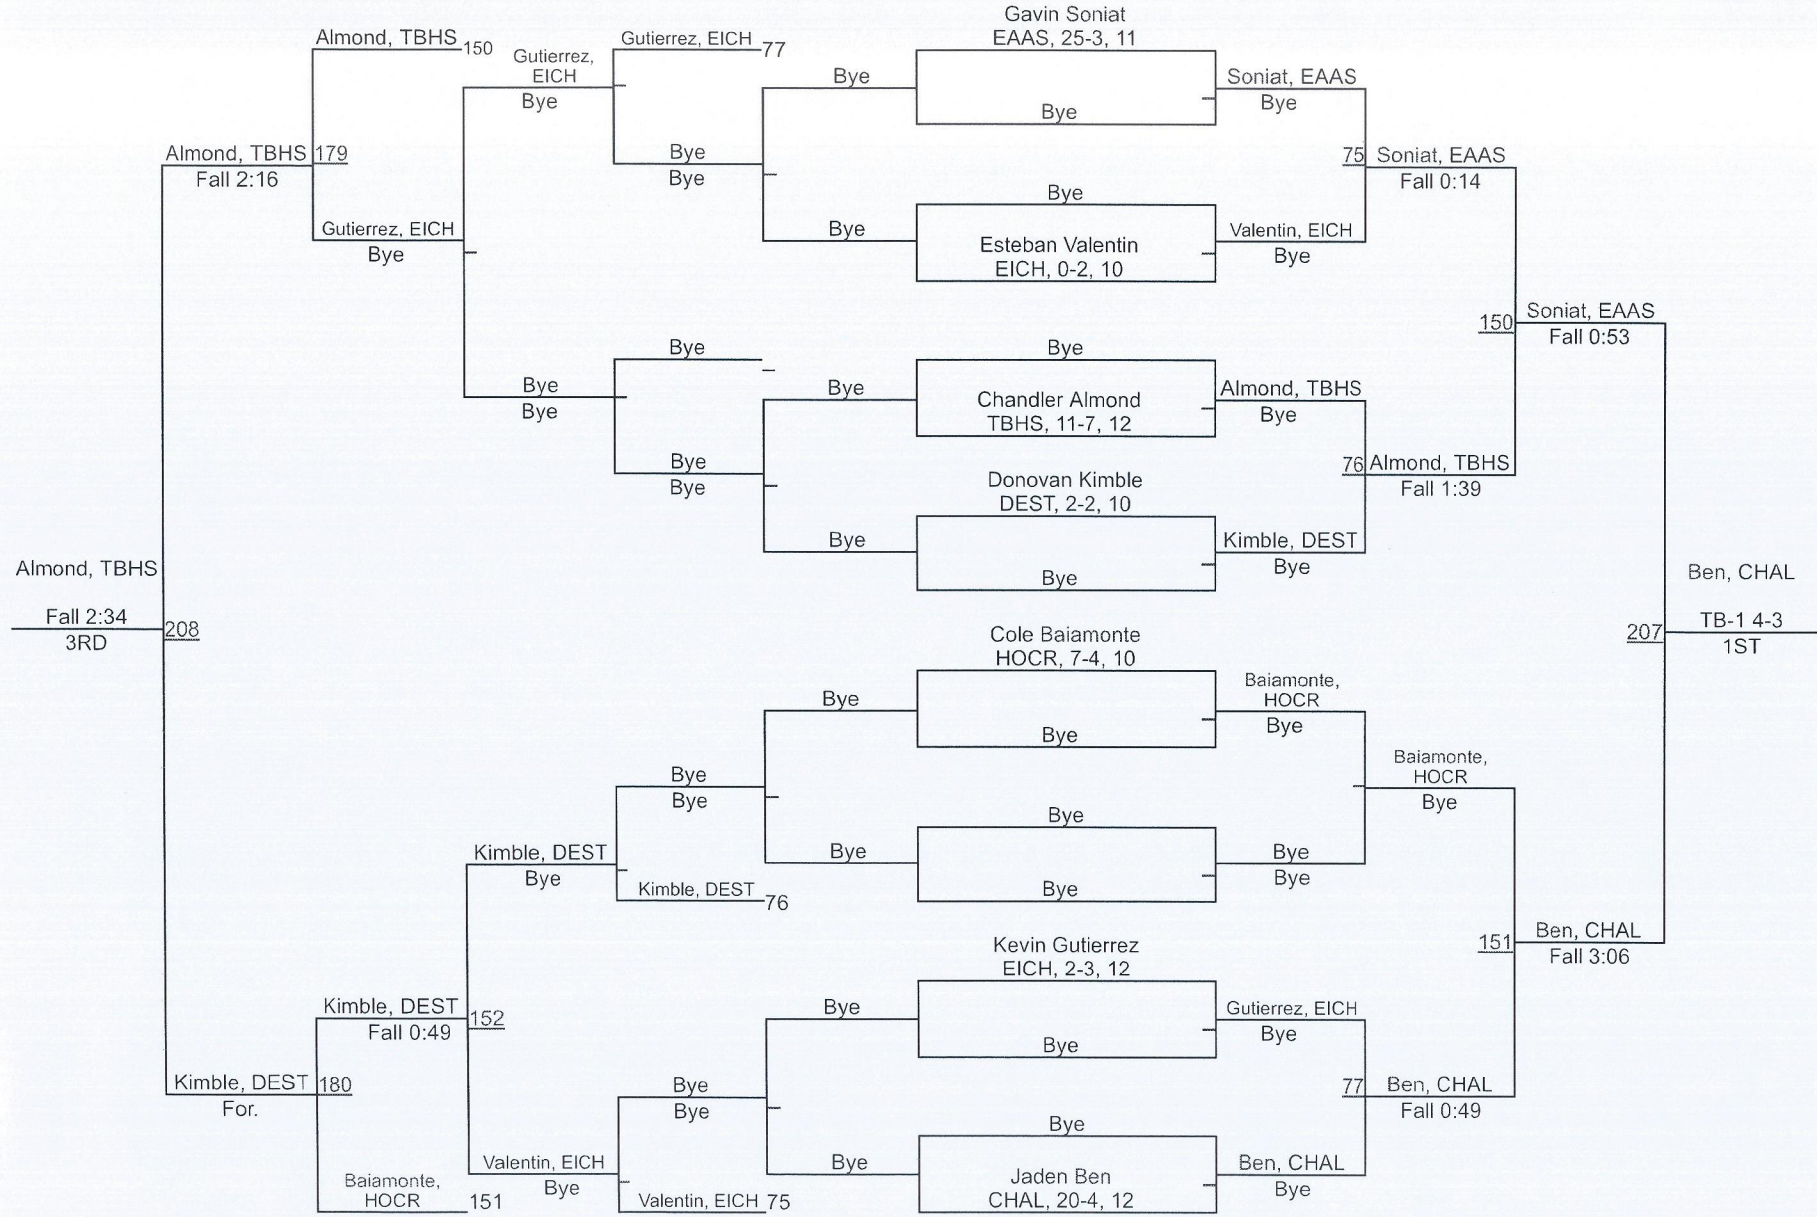 Gavin Soniat
EAAS, 25-3, 11
Almond, TBHS
150
Gutierrez, EICH
77
Gutierrez,
EICH
Bye
Bye
Soniat, EAAS
Bye
Bye
Almond, TBHS
179
Fall 2:16
Bye
Bye
75
Soniat, EAAS
Fall 0:14
Bye
Gutierrez, EICH
Bye
Bye
Esteban Valentin
EICH, 0-2, 10
Valentin, EICH
Bye
150
Soniat, EAAS
Fall 0:53
Bye
Bye
Bye
Bye
Bye
Chandler Almond
TBHS, 11-7, 12
Almond, TBHS
Bye
Bye
Bye
76
Almond, TBHS
Fall 1:39
Donovan Kimble
DEST, 2-2, 10
Bye
Kimble, DEST
Bye
Bye
Almond, TBHS
Fall 2:34
3RD
208
Ben, CHAL
207
TB-1 4-3
1ST
Cole Baiamonte
HOCR, 7-4, 10
Bye
Baiamonte,
HOCR
Bye
Bye
Bye
Bye
Baiamonte,
HOCR
Bye
Bye
Kimble, DEST
Bye
Bye
Bye
Bye
Bye
Kimble, DEST
76
Kevin Gutierrez
EICH, 2-3, 12
151
Ben, CHAL
Fall 3:06
Kimble, DEST
Fall 0:49
152
Bye
Bye
Gutierrez, EICH
Bye
Kimble, DEST
180
For.
Bye
Bye
77
Ben, CHAL
Fall 0:49
Bye
Valentin, EICH
Bye
Bye
Jaden Ben
CHAL, 20-4, 12
Ben, CHAL
Bye
Baiamonte,
HOCR
151
Valentin, EICH
75